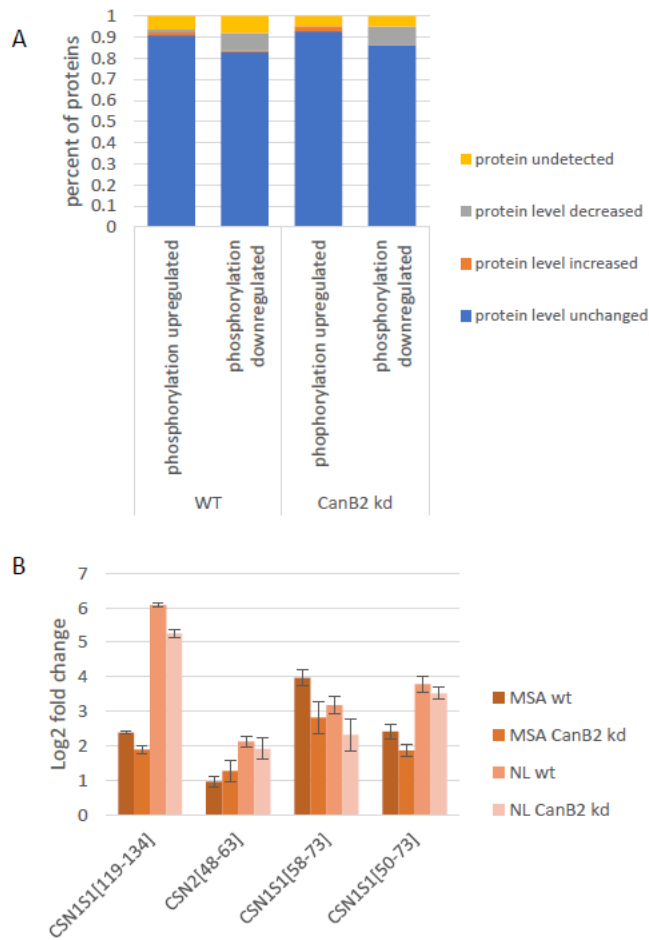 A
1
0.9
0.8
0.7
0.6
0.5
0.4
0.3
0.2
0.1
0
percent of proteins
phosphorylation upregulated
phosphorylation
downregulated
phophorylation upregulated
phosphorylation
downregulated
WT
CanB2 kd
protein undetected
protein level decreased
protein level increased
protein level unchanged
B
7
6
5
4
3
2
1
0
Log2 fold change
CSN1S1[119-134]
CSN2[48-63]
CSN1S1[58-73]
CSN1S1[50-73]
MSA wt
MSA CanB2 kd
NL wt
NL CanB2 kd